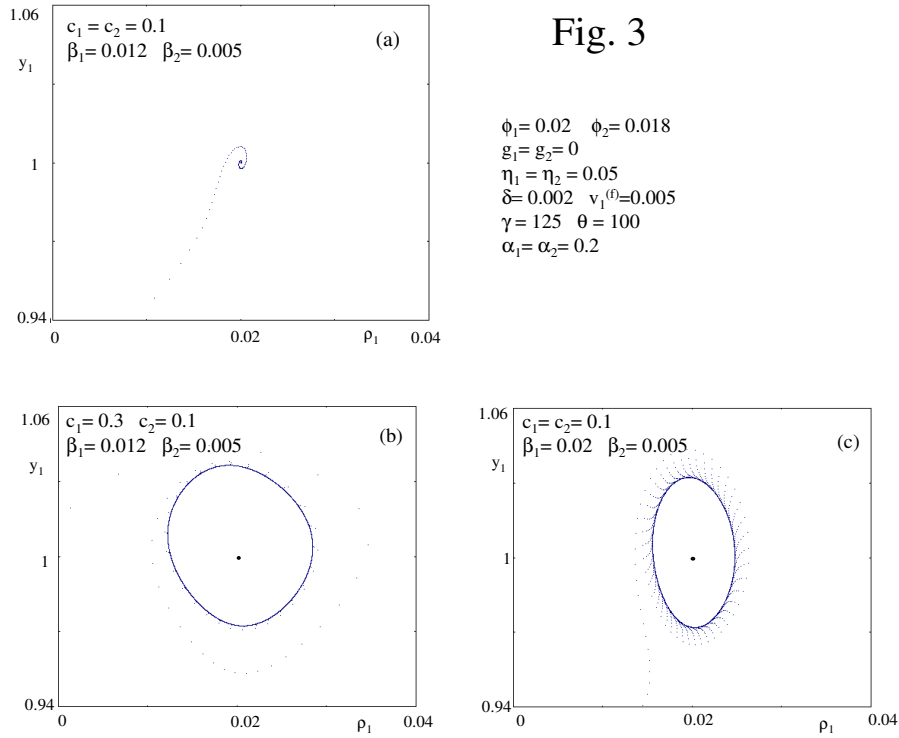 Fig. 3
ϕ₁= 0.02 ϕ₂= 0.018
g₁= g₂= 0
η₁ = η₂ = 0.05
δ= 0.002 v₁⁽ᶠ⁾=0.005
γ = 125 θ = 100
α₁= α₂= 0.2
1.06
c₁ = c₂ = 0.1
(a)
β₁= 0.012 β₂= 0.005
y₁
1
0.94
0
0.02
ρ₁
0.04
1.06
c₁= 0.3 c₂= 0.1
(b)
β₁= 0.012 β₂= 0.005
y₁
1
0.94
0
0.02
ρ₁
0.04
1.06
c₁= c₂= 0.1
(c)
β₁= 0.02 β₂= 0.005
y₁
1
0.94
0
0.02
ρ₁
0.04